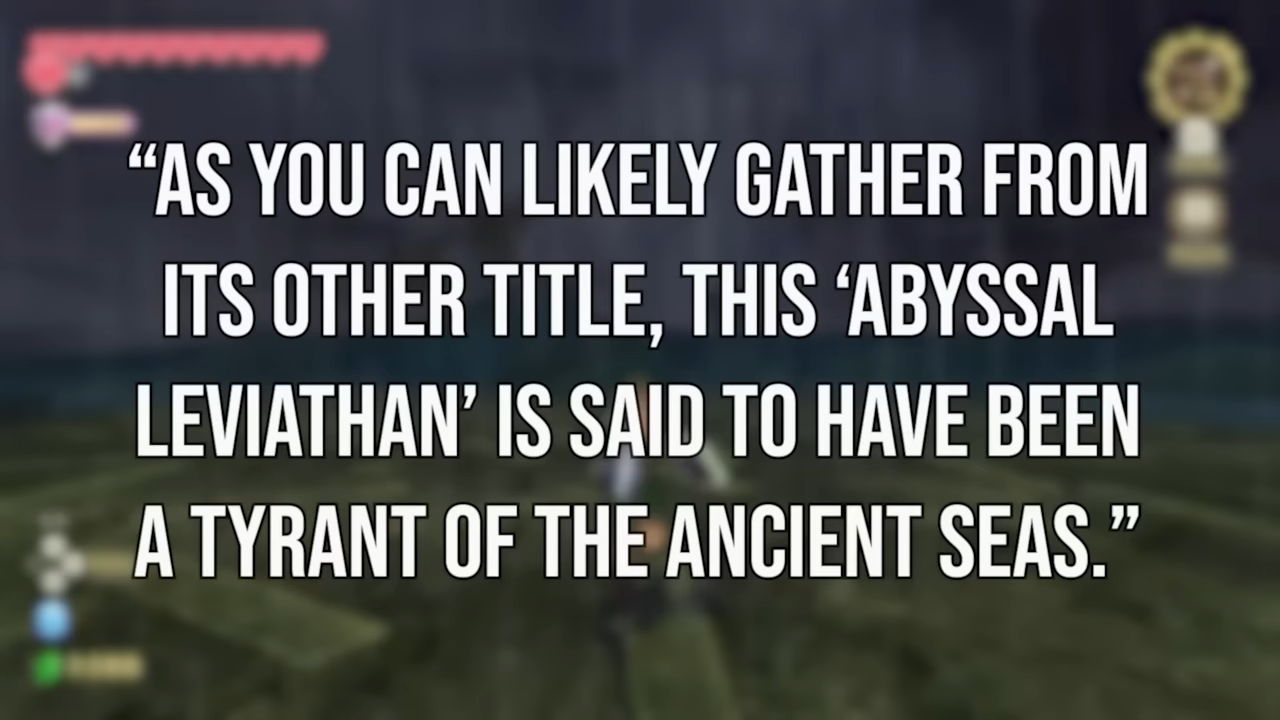 “AS YOU CAN LIKELY GATHER FROM
ITS OTHER TITLE, THIS ‘ABYSSAL
LEVIATHAN’ IS SAID TO HAVE BEEN
A TYRANT OF THE ANCIENT SEAS.”